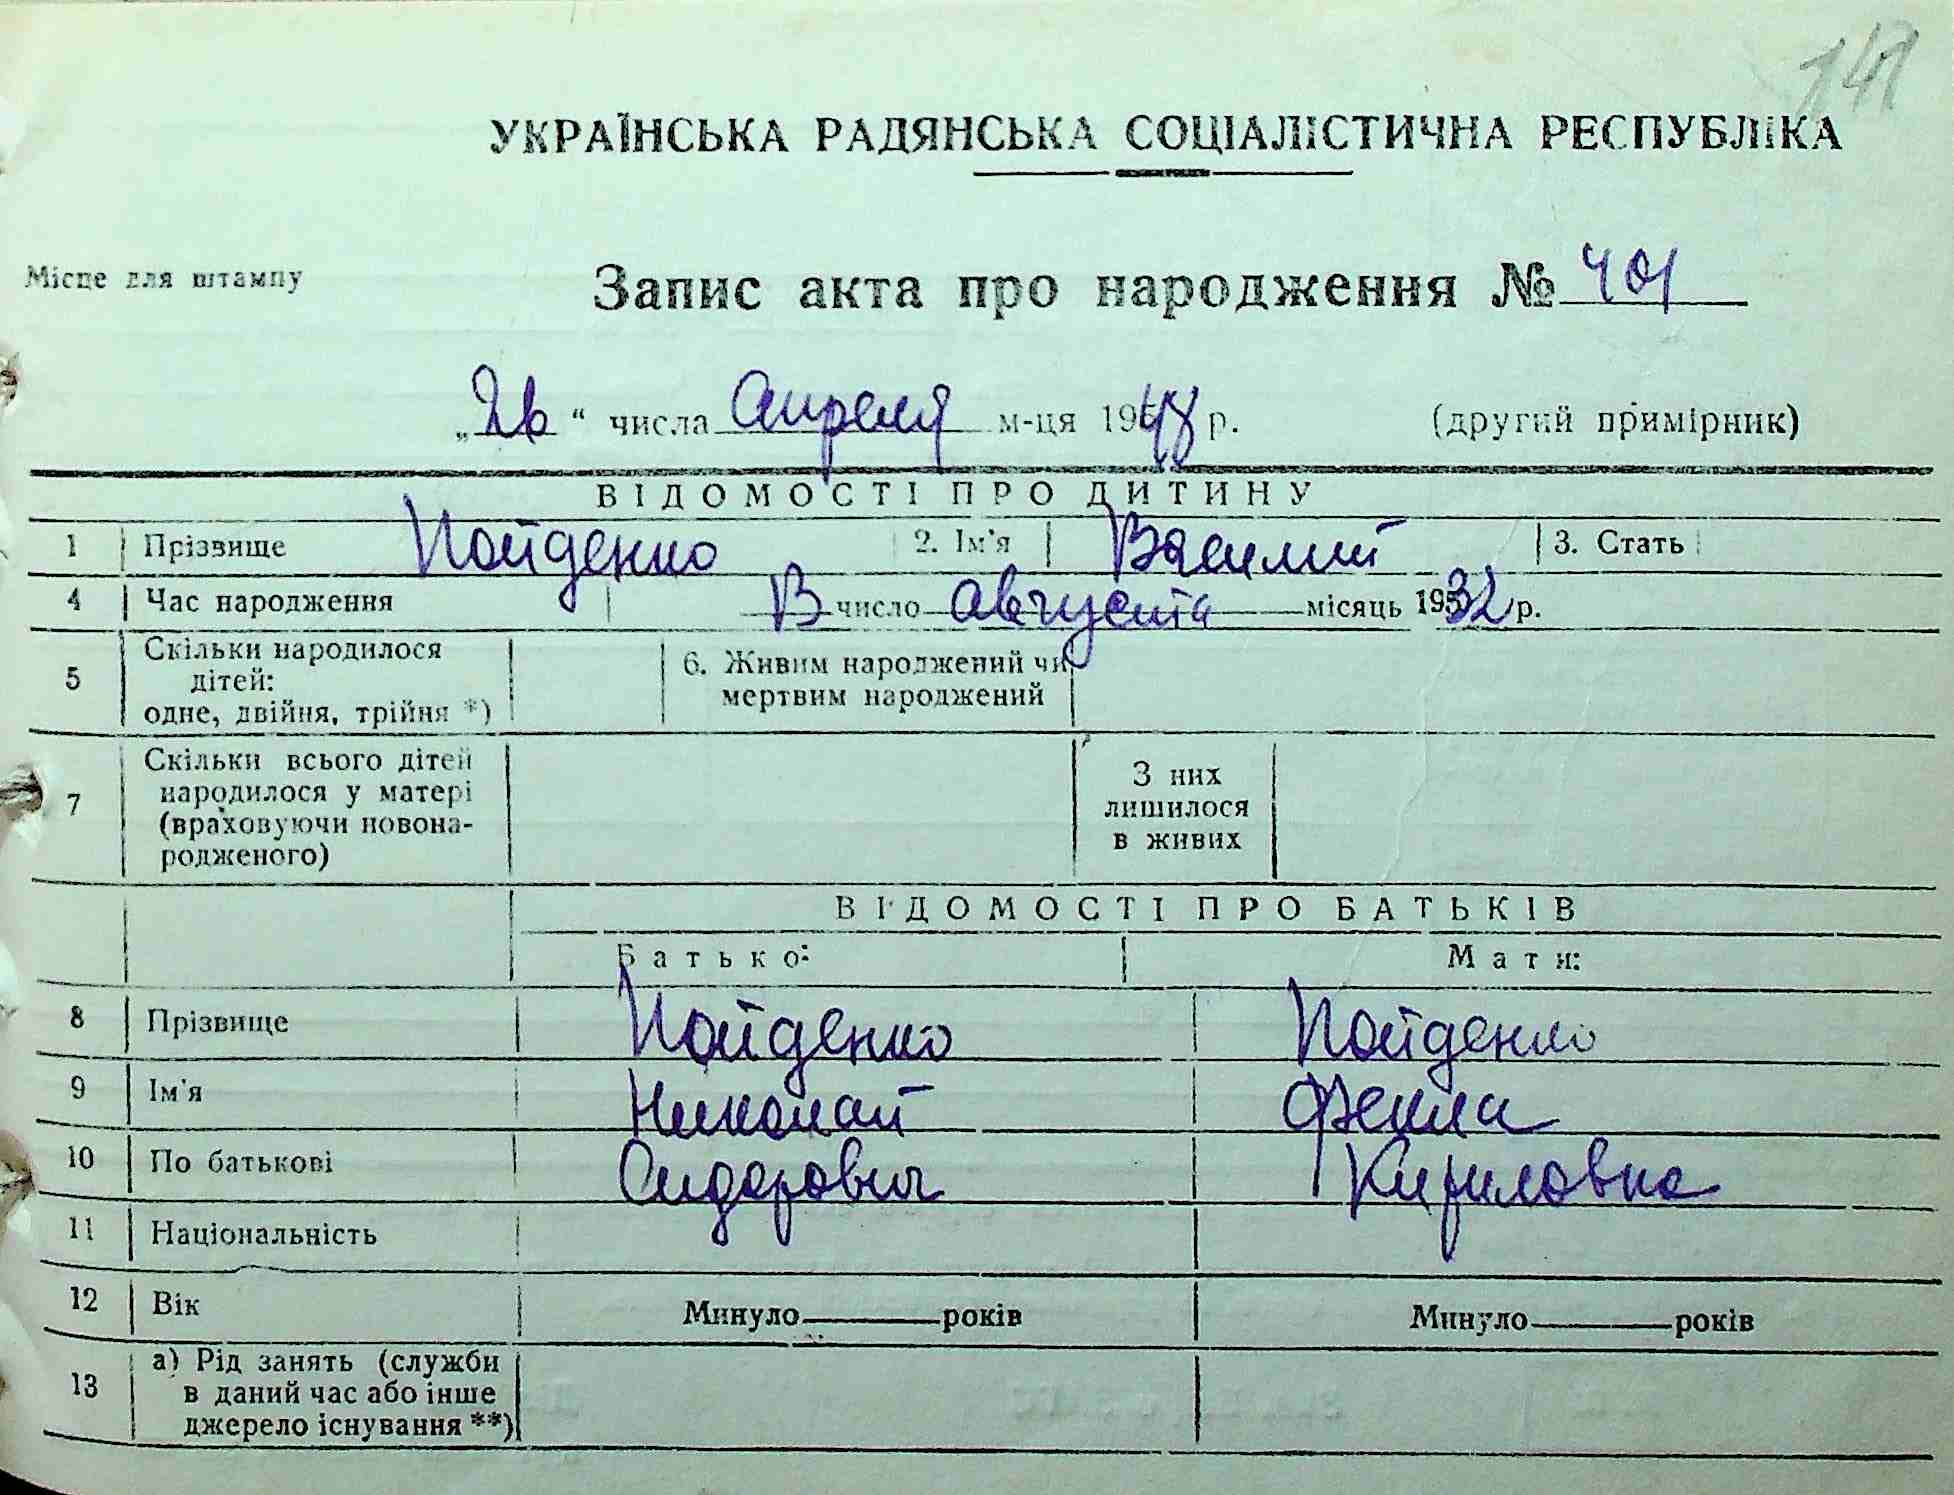 141
УКРАЇНСЬКА РАДЯНСЬКА СОЦІАЛІСТИЧНА РЕСПУБЛІКА
Місце для штампу
Запис акта про народження № 401
„26“ числа Апреля м-ця 1948 р. (другий примірник)
ВІДОМОСТІ ПРО ДИТИНУ
1 Прізвище Пойденко 2. Ім'я Василий 3. Стать
4 Час народження 13 число августа місяць 1932 р.
5 Скільки народилося дітей: одне, двійня, трійня *) 6. Живим народжений чи мертвим народжений
7 Скільки всього дітей народилося у матері (враховуючи новонародженого) З них лишилося в живих
ВІДОМОСТІ ПРО БАТЬКІВ
Батько: Мати:
8 Прізвище Пойденко Пойденко
9 Ім'я Николай Фекла
10 По батькові Сидорович Кириловна
11 Національність
12 Вік Минуло років Минуло років
13 а) Рід занять (служби в даний час або інше джерело існування **)